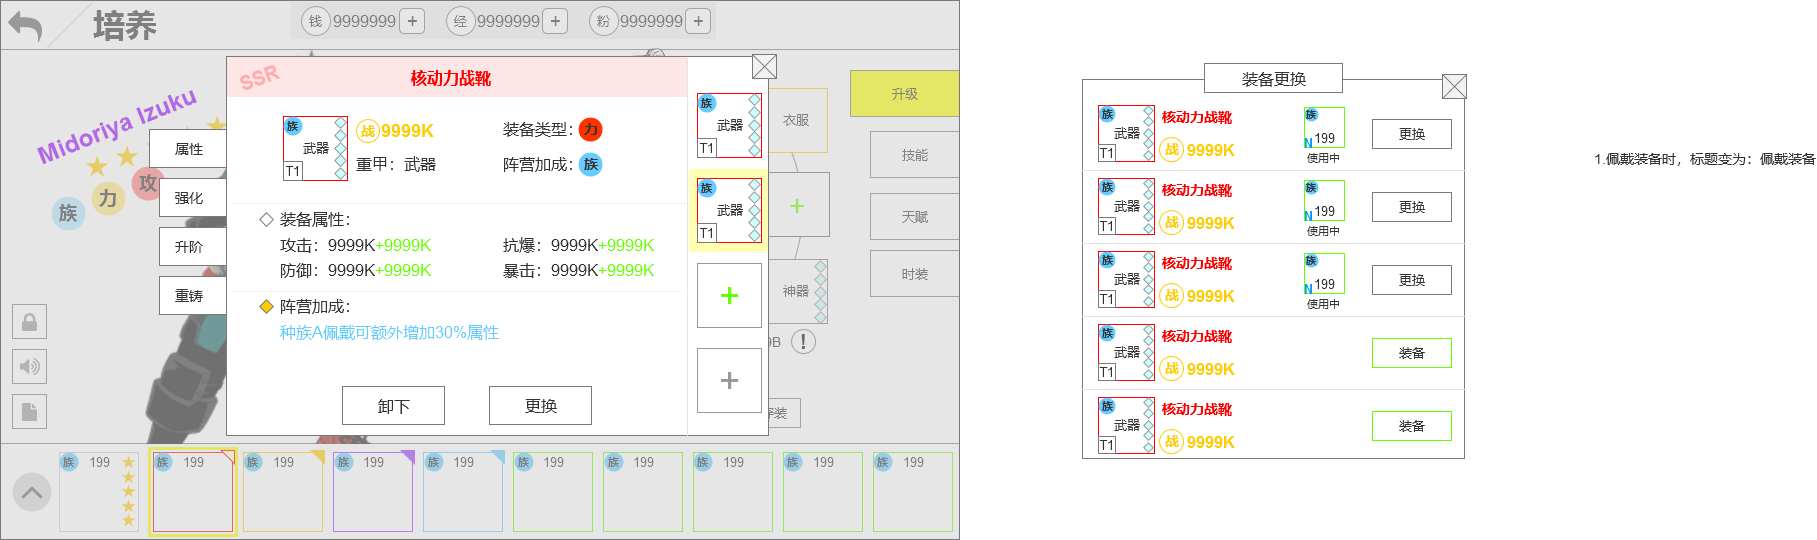 培养
钱 9999999 +
经 9999999 +
粉 9999999 +
Midoriya Izuku
族 力 攻
属性
强化
升阶
重铸
SSR
核动力战靴
族
武器
T1
战9999K
重甲：武器
装备类型：力
阵营加成：族
装备属性：
攻击：9999K+9999K
抗爆：9999K+9999K
防御：9999K+9999K
暴击：9999K+9999K
阵营加成：
种族A佩戴可额外增加30%属性
卸下
更换
族
武器
T1
族
武器
T1
+
+
衣服
+
神器
!
升级
技能
天赋
时装
族 199
族 199
族 199
族 199
族 199
族 199
族 199
族 199
族 199
族 199
装备更换
族
武器
T1
核动力战靴
战 9999K
族
N 199
使用中
更换
族
武器
T1
核动力战靴
战 9999K
族
N 199
使用中
更换
族
武器
T1
核动力战靴
战 9999K
族
N 199
使用中
更换
族
武器
T1
核动力战靴
战 9999K
装备
族
武器
T1
核动力战靴
战 9999K
装备
1.佩戴装备时，标题变为：佩戴装备